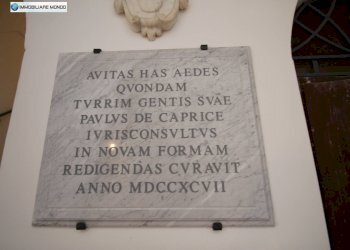 IMMOBILIARE MONDO
AVITAS HAS AEDES
QVONDAM
TVRRIM GENTIS SVAE
PAVLVS DE CAPRICE
IVRISCONSVLTVS
IN NOVAM FORMAM
REDIGENDAS CVRAVIT
ANNO MDCCXCVII